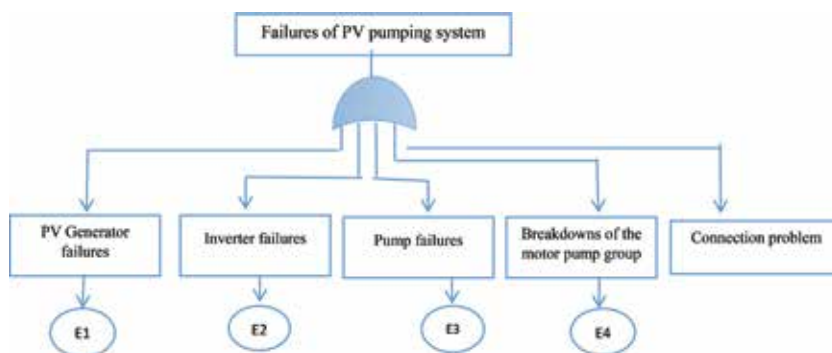 Failures of PV pumping system
PV Generator
failures
Inverter failures
Pump failures
Breakdowns of the
motor pump group
Connection problem
E1
E2
E3
E4